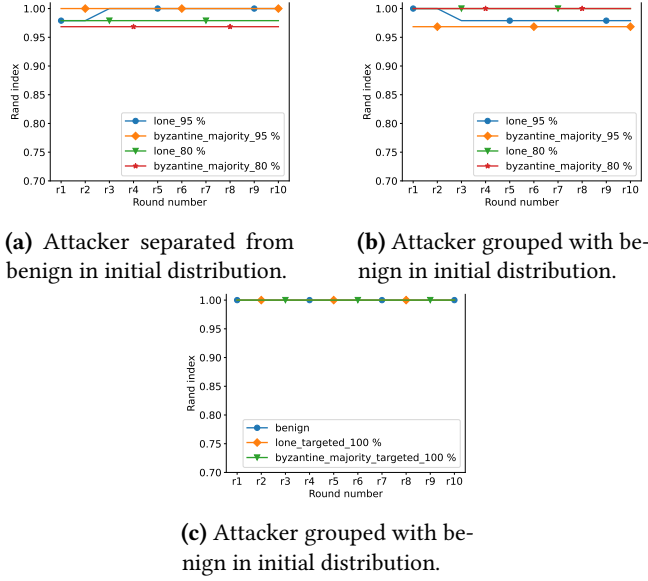 1.00
0.95
0.90
0.85
0.80
0.75
0.70
Rand index
lone_95 %
byzantine_majority_95 %
lone_80 %
byzantine_majority_80 %
r1 r2 r3 r4 r5 r6 r7 r8 r9 r10
Round number
(a) Attacker separated from
benign in initial distribution.
1.00
0.95
0.90
0.85
0.80
0.75
0.70
Rand index
lone_95 %
byzantine_majority_95 %
lone_80 %
byzantine_majority_80 %
r1 r2 r3 r4 r5 r6 r7 r8 r9 r10
Round number
(b) Attacker grouped with be-
nign in initial distribution.
1.00
0.95
0.90
0.85
0.80
0.75
0.70
Rand index
benign
lone_targeted_100 %
byzantine_majority_targeted_100 %
r1 r2 r3 r4 r5 r6 r7 r8 r9 r10
Round number
(c) Attacker grouped with be-
nign in initial distribution.